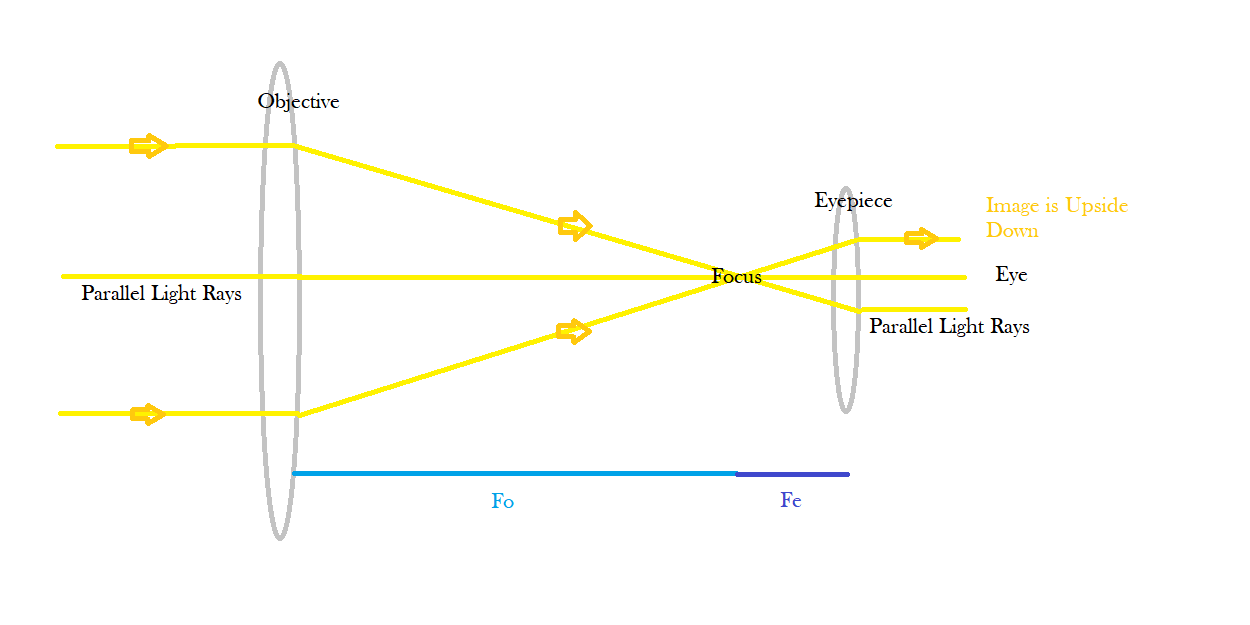 Objective
Eyepiece
Image is Upside
Down
Focus
Eye
Parallel Light Rays
Parallel Light Rays
Fo
Fe